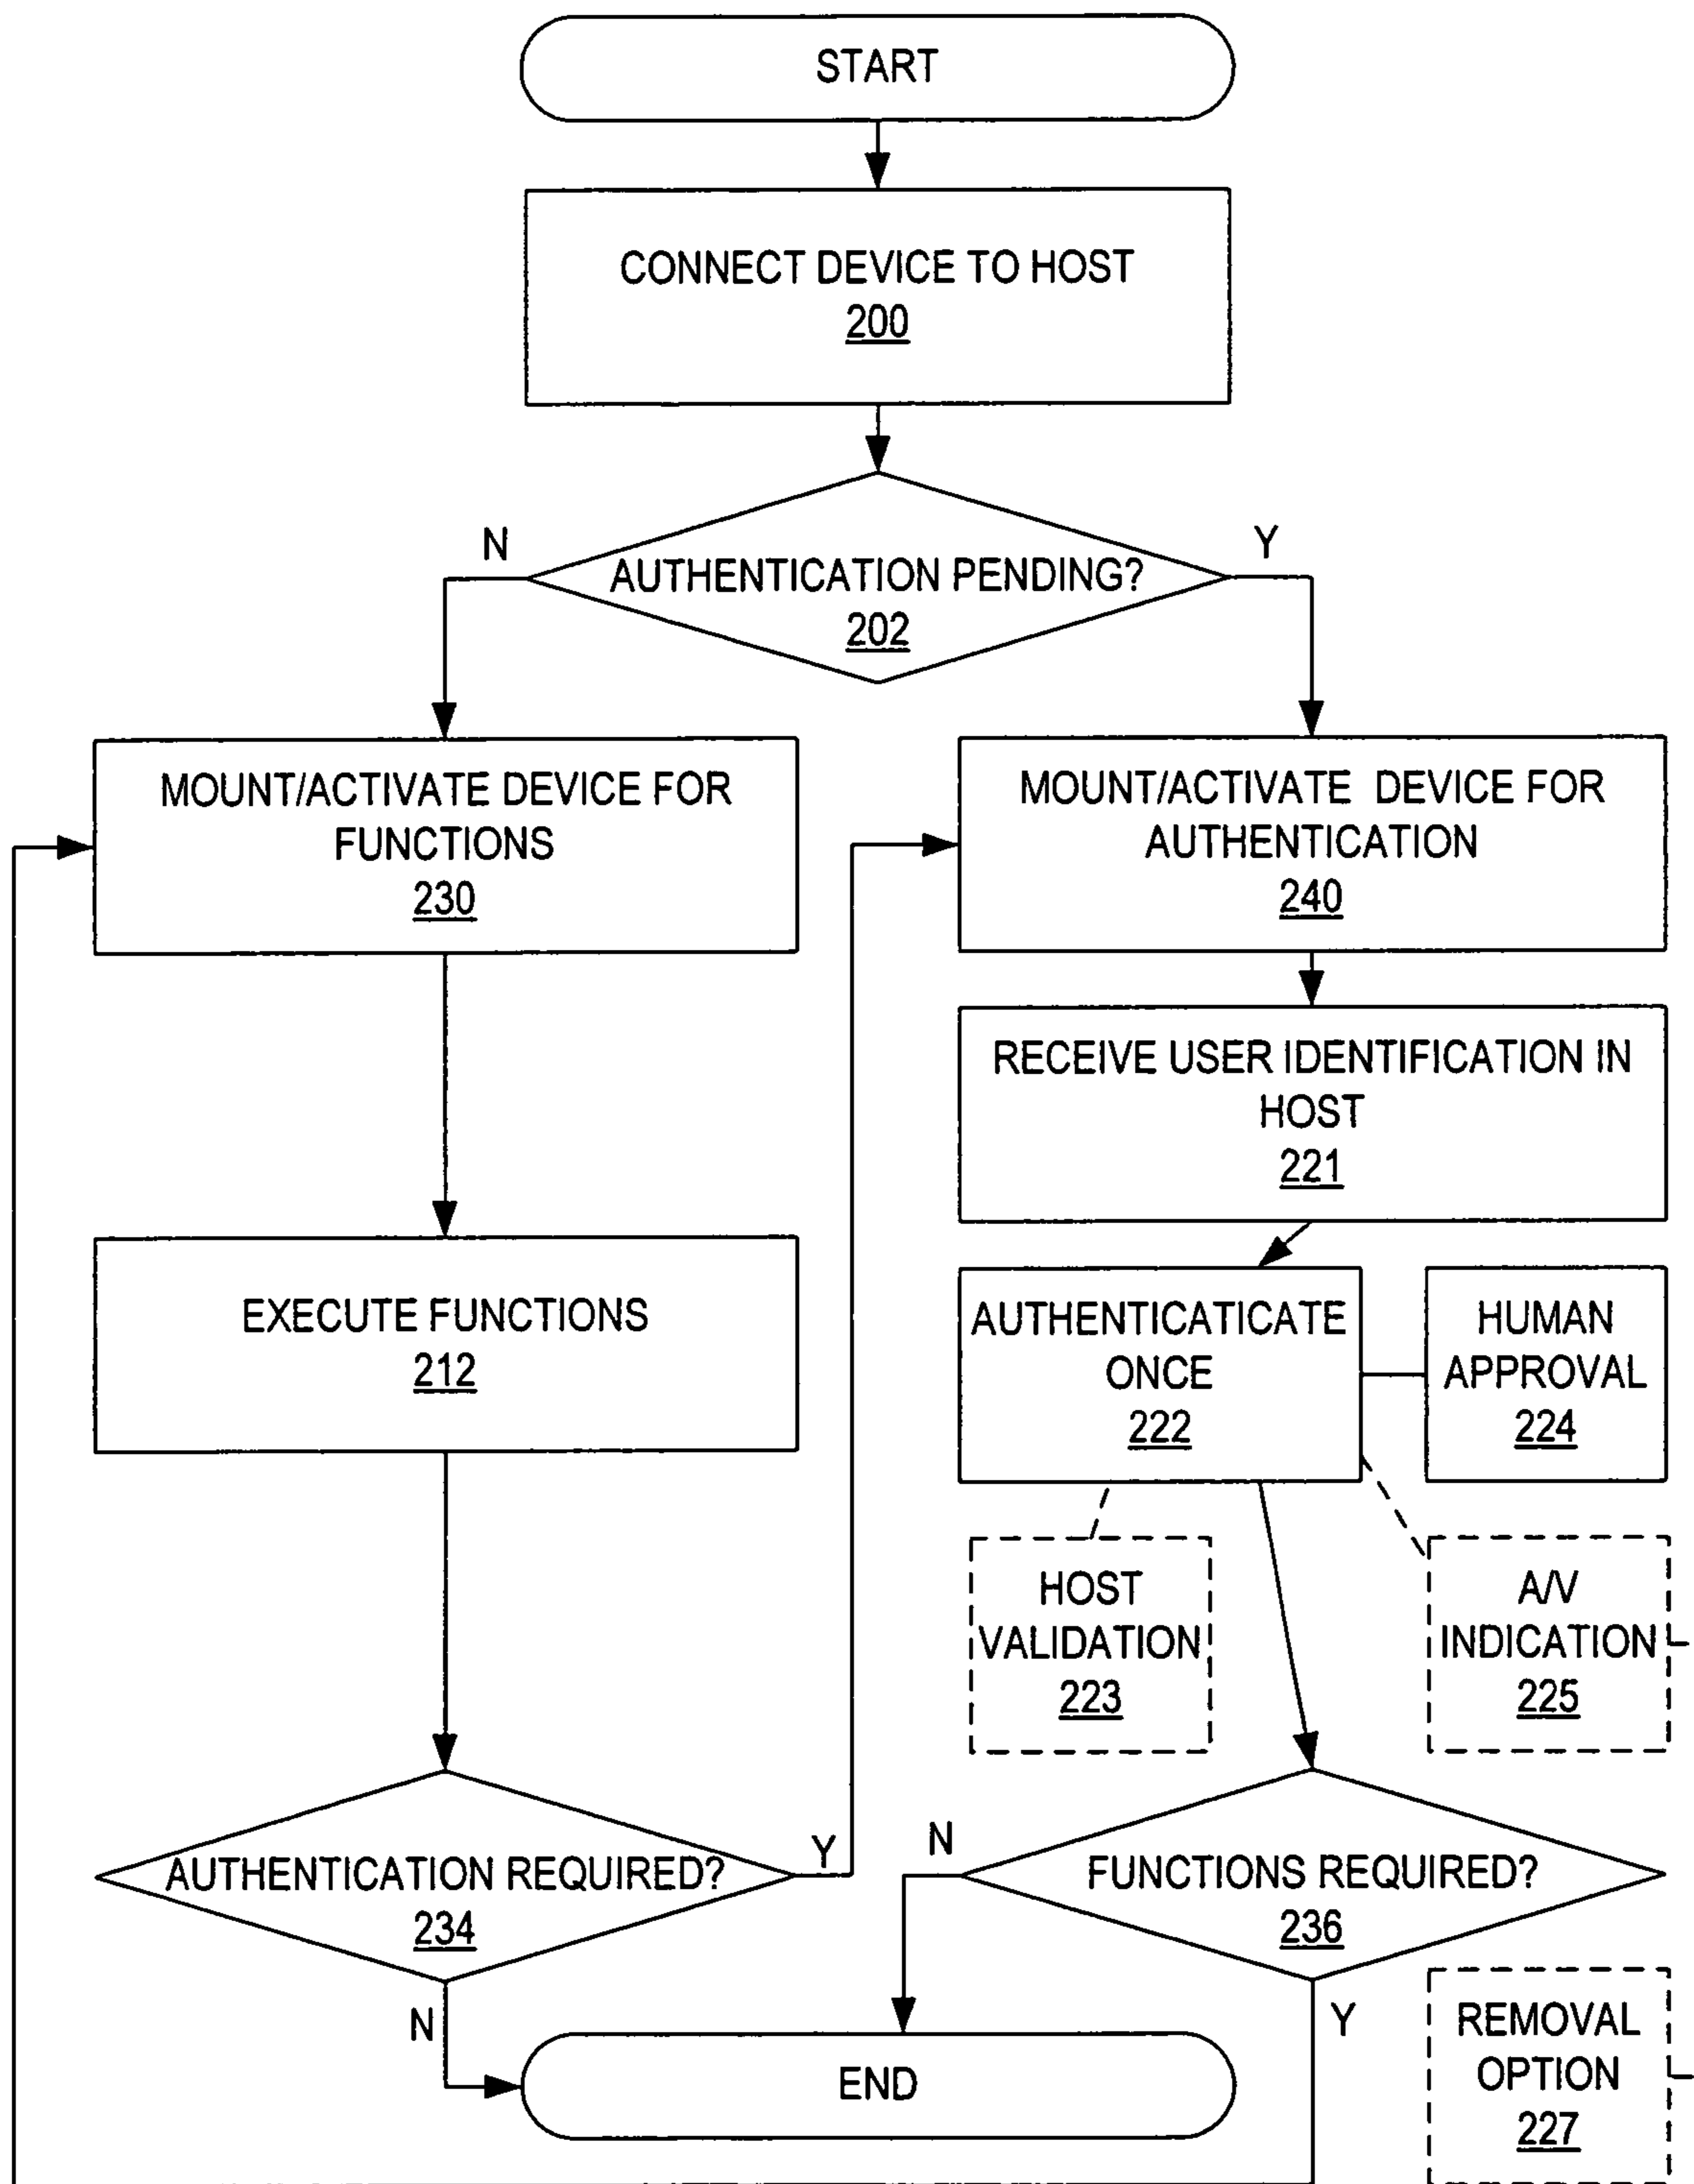 START
CONNECT DEVICE TO HOST
200
N
Y
AUTHENTICATION PENDING?
202
MOUNT/ACTIVATE DEVICE FOR
FUNCTIONS
230
MOUNT/ACTIVATE DEVICE FOR
AUTHENTICATION
240
RECEIVE USER IDENTIFICATION IN
HOST
221
EXECUTE FUNCTIONS
212
AUTHENTICATICATE
ONCE
222
HUMAN
APPROVAL
224
HOST
VALIDATION
223
A/V
INDICATION
225
AUTHENTICATION REQUIRED?
234
Y
N
N
FUNCTIONS REQUIRED?
236
Y
END
REMOVAL
OPTION
227